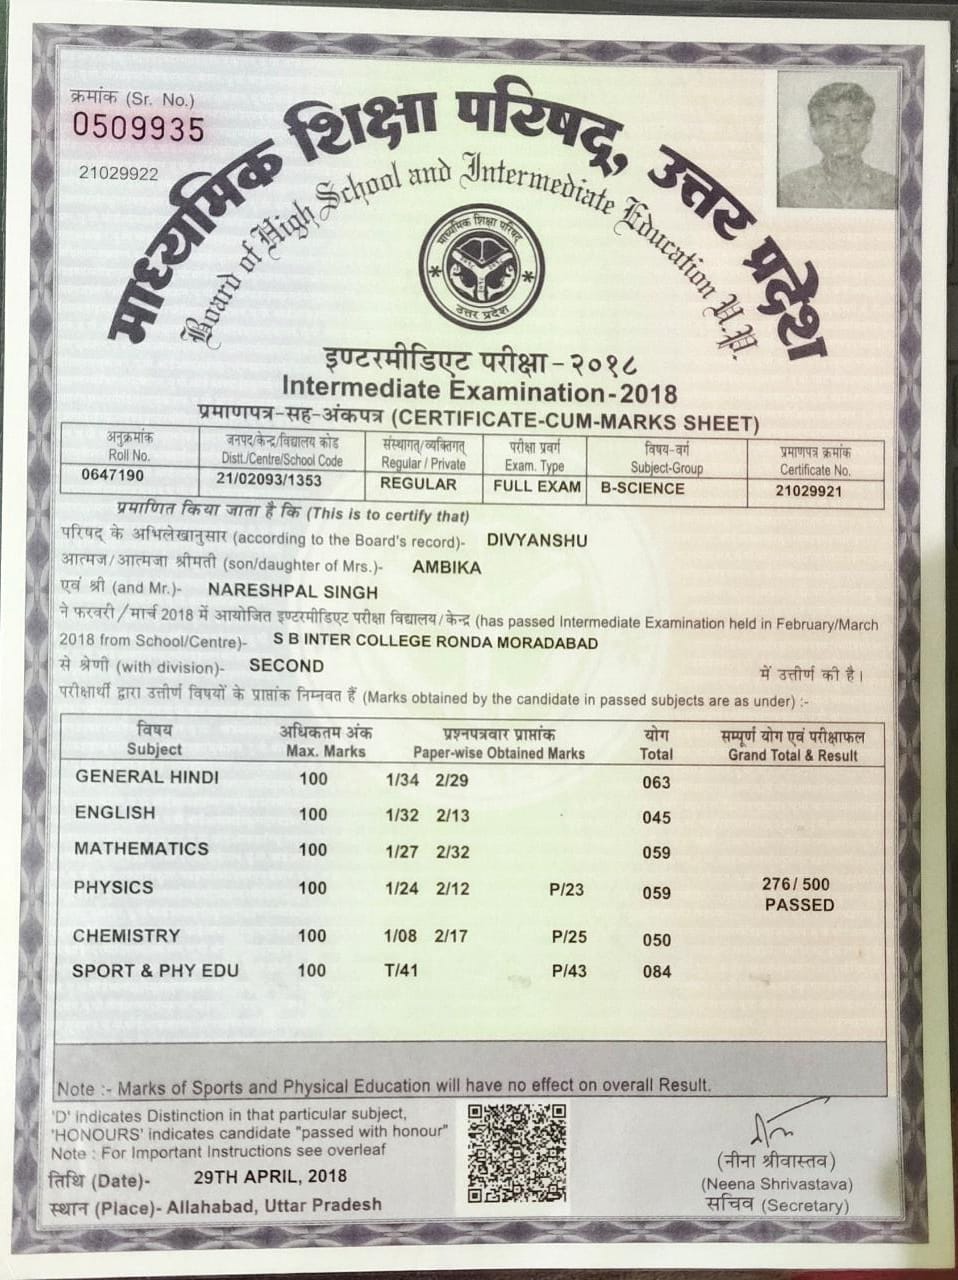 क्रमांक (Sr. No.)
0509935
21029922
माध्यमिक शिक्षा परिषद्, उत्तर प्रदेश
Board of High School and Intermediate Education U.P.
माध्यमिक शिक्षा परिषद्
उत्तर प्रदेश
इण्टरमीडिएट परीक्षा - २०१८
Intermediate Examination - 2018
प्रमाणपत्र-सह-अंकपत्र (CERTIFICATE-CUM-MARKS SHEET)
अनुक्रमांक जनपद/केन्द्र/विद्यालय कोड संस्थागत/व्यक्तिगत् परीक्षा प्रवर्ग विषय-वर्ग प्रमाणपत्र क्रमांक
Roll No. Distt./Centre/School Code Regular / Private Exam. Type Subject-Group Certificate No.
0647190 21/02093/1353 REGULAR FULL EXAM B-SCIENCE 21029921
प्रमाणित किया जाता है कि (This is to certify that)
परिषद् के अभिलेखानुसार (according to the Board's record)- DIVYANSHU
आत्मज/आत्मजा श्रीमती (son/daughter of Mrs.)- AMBIKA
एवं श्री (and Mr.)- NARESHPAL SINGH
ने फरवरी/मार्च 2018 में आयोजित इण्टरमीडिएट परीक्षा विद्यालय/केन्द्र (has passed Intermediate Examination held in February/March
2018 from School/Centre)- S B INTER COLLEGE RONDA MORADABAD
से श्रेणी (with division)- SECOND में उत्तीर्ण की है।
परीक्षार्थी द्वारा उत्तीर्ण विषयों के प्राप्तांक निम्नवत हैं (Marks obtained by the candidate in passed subjects are as under) :-
विषय अधिकतम अंक प्रश्नपत्रवार प्राप्तांक योग सम्पूर्ण योग एवं परीक्षाफल
Subject Max. Marks Paper-wise Obtained Marks Total Grand Total & Result
GENERAL HINDI 100 1/34 2/29 063
ENGLISH 100 1/32 2/13 045
MATHEMATICS 100 1/27 2/32 059
PHYSICS 100 1/24 2/12 P/23 059 276/ 500
PASSED
CHEMISTRY 100 1/08 2/17 P/25 050
SPORT & PHY EDU 100 T/41 P/43 084
Note :- Marks of Sports and Physical Education will have no effect on overall Result.
'D' indicates Distinction in that particular subject,
'HONOURS' indicates candidate "passed with honour"
Note : For Important Instructions see overleaf
तिथि (Date)- 29TH APRIL, 2018
स्थान (Place)- Allahabad, Uttar Pradesh
(नीना श्रीवास्तव)
(Neena Shrivastava)
सचिव (Secretary)